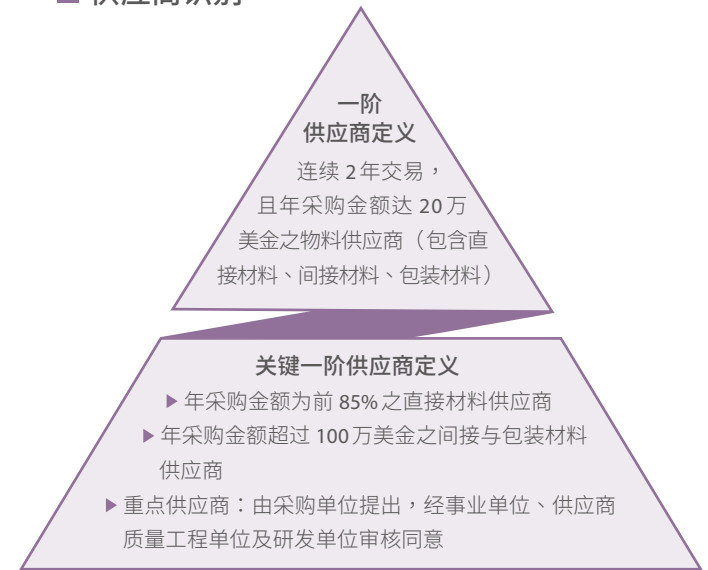 供应商识别
一阶
供应商定义
连续 2 年交易，
且年采购金额达 20 万
美金之物料供应商（包含直
接材料、间接材料、包装材料）
关键一阶供应商定义
▶ 年采购金额为前 85% 之直接材料供应商
▶ 年采购金额超过 100 万美金之间接与包装材料
供应商
▶ 重点供应商：由采购单位提出，经事业单位、供应商
质量工程单位及研发单位审核同意